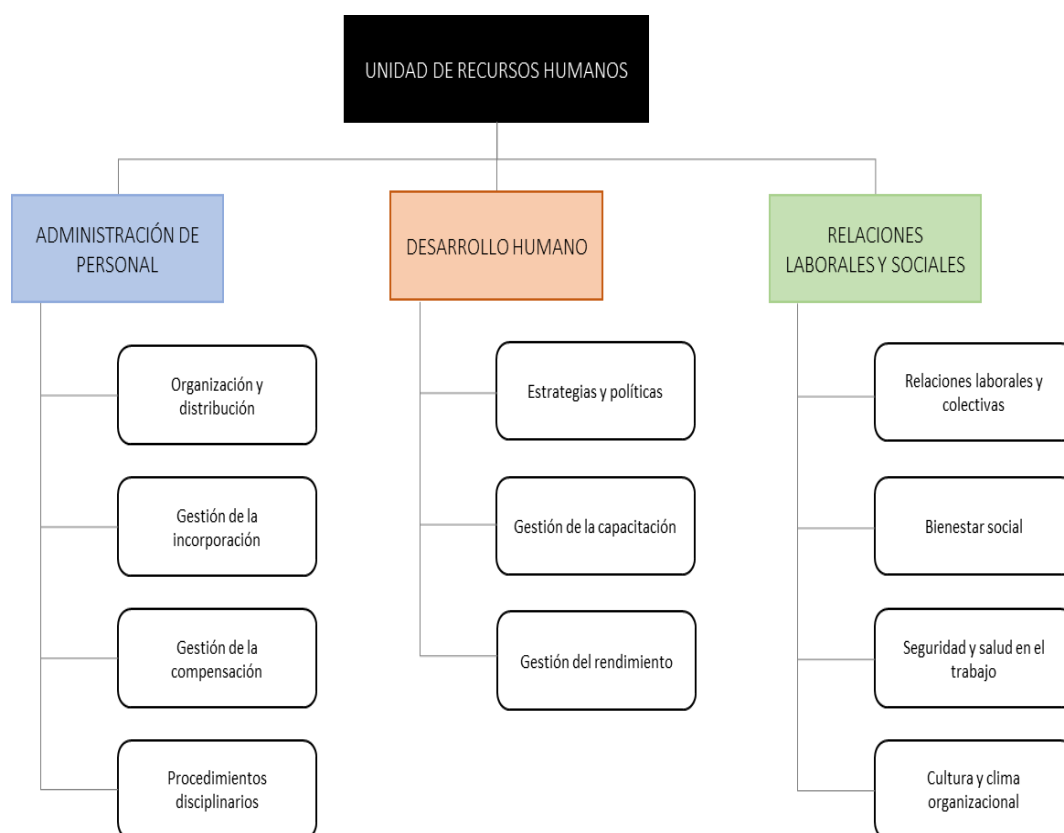 UNIDAD DE RECURSOS HUMANOS
ADMINISTRACIÓN DE
PERSONAL
Organización y
distribución
Gestión de la
incorporación
Gestión de la
compensación
Procedimientos
disciplinarios
DESARROLLO HUMANO
Estrategias y políticas
Gestión de la capacitación
Gestión del rendimiento
RELACIONES
LABORALES Y SOCIALES
Relaciones laborales y
colectivas
Bienestar social
Seguridad y salud en el
trabajo
Cultura y clima
organizacional